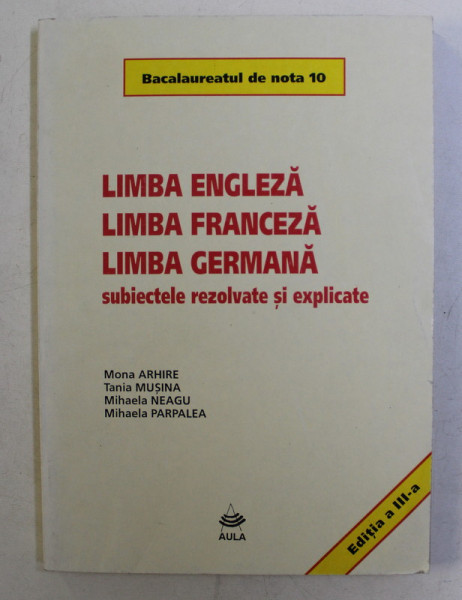 Bacalaureatul de nota 10
LIMBA ENGLEZĂ
LIMBA FRANCEZĂ
LIMBA GERMANĂ
subiectele rezolvate și explicate
Mona ARHIRE
Tania MUȘINA
Mihaela NEAGU
Mihaela PARPALEA
Ediția a III-a
AULA